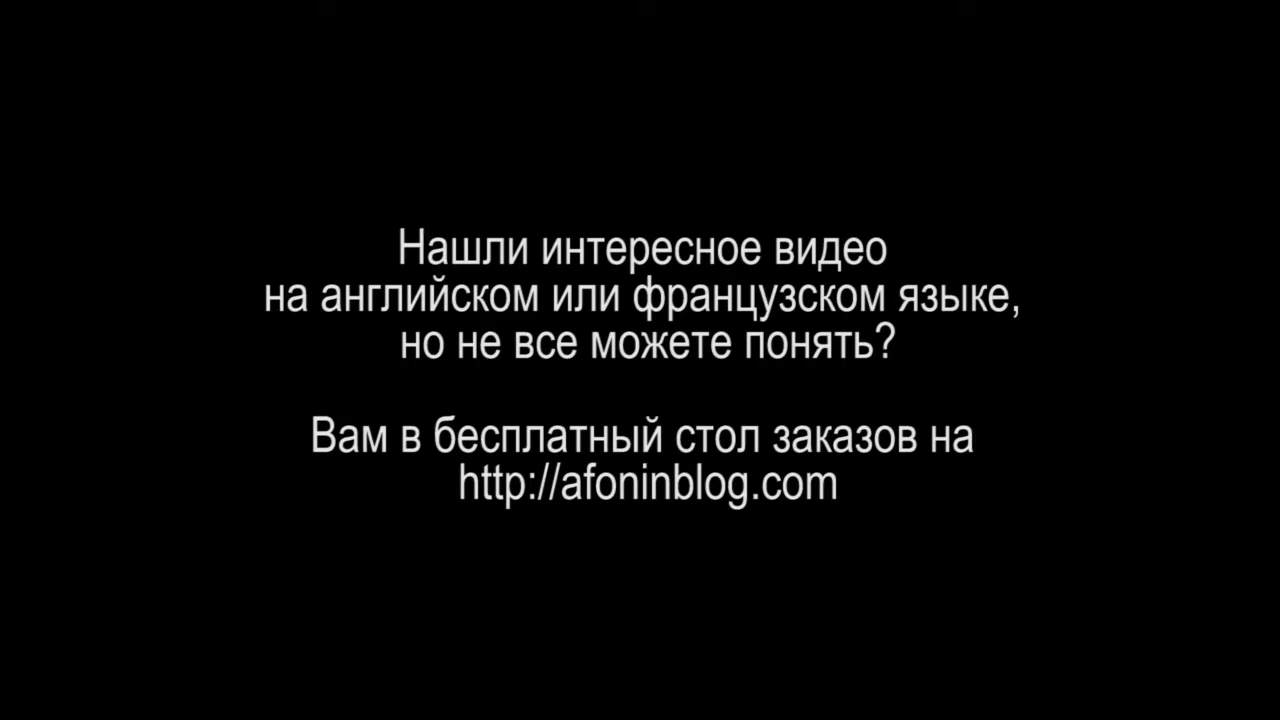 Нашли интересное видео
на английском или французском языке,
но не все можете понять?
Вам в бесплатный стол заказов на
http://afoninblog.com